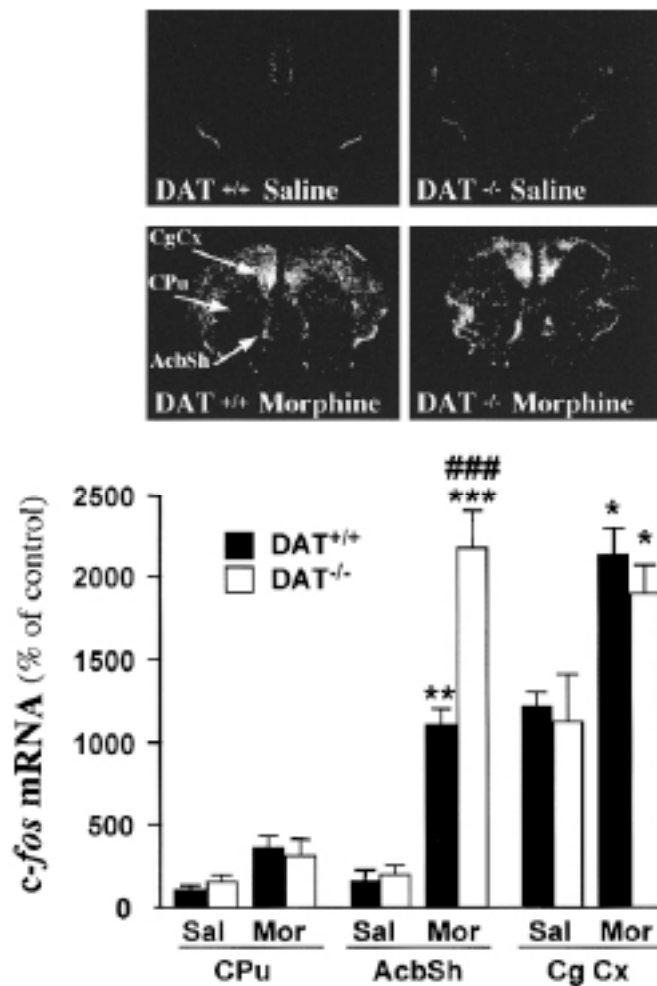 DAT +/+ Saline
DAT -/- Saline
CgCx
CPu
AcbSh
DAT +/+ Morphine
DAT -/- Morphine
c-fos mRNA (% of control)
2500
2000
1500
1000
500
0
DAT+/+
DAT-/-
###
***
**
*
*
Sal Mor Sal Mor Sal Mor
CPu AcbSh Cg Cx